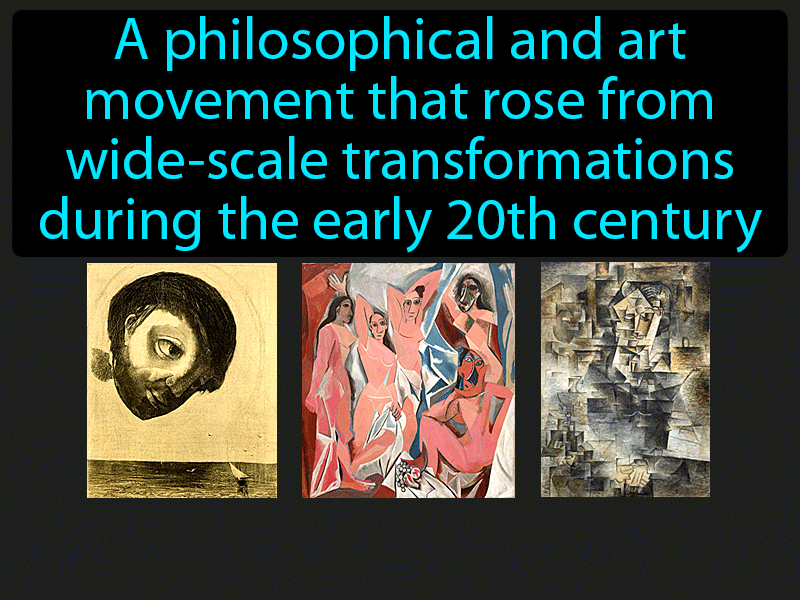 A philosophical and art
movement that rose from
wide-scale transformations
during the early 20th century